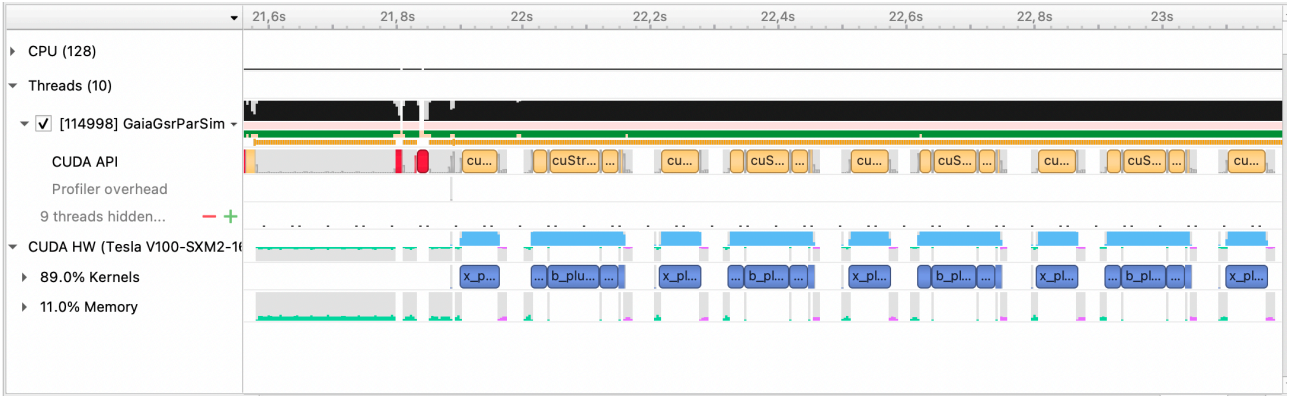 21,6s 21,8s 22s 22,2s 22,4s 22,6s 22,8s 23s
CPU (128)
Threads (10)
[114998] GaiaGsrParSim
CUDA API cu... cuStr... ... cu... cuS... ... cu... cuS... ... cu... cuS... ... cu...
Profiler overhead
9 threads hidden...
CUDA HW (Tesla V100-SXM2-16
89.0% Kernels x_p... ... b_plu... ... x_pl... ... b_pl... ... x_pl... ... b_pl... ... x_pl... ... b_pl... ... x_pl...
11.0% Memory